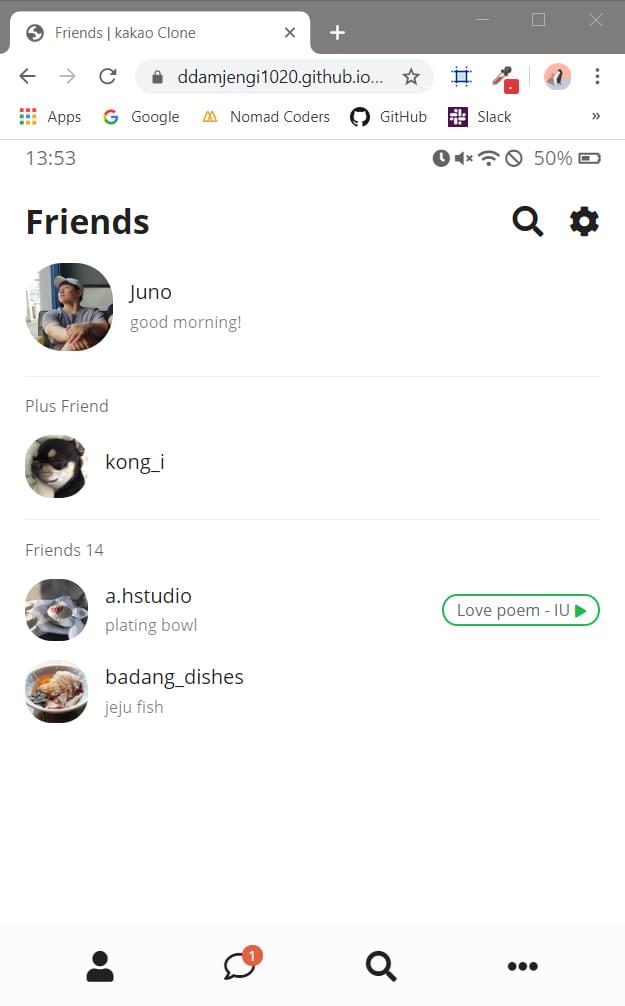 Friends | kakao Clone
ddamjengi1020.github.io...
Apps Google Nomad Coders GitHub Slack »
13:53 50%
Friends
Juno
good morning!
Plus Friend
kong_i
Friends 14
a.hstudio
plating bowl
Love poem - IU
badang_dishes
jeju fish
1